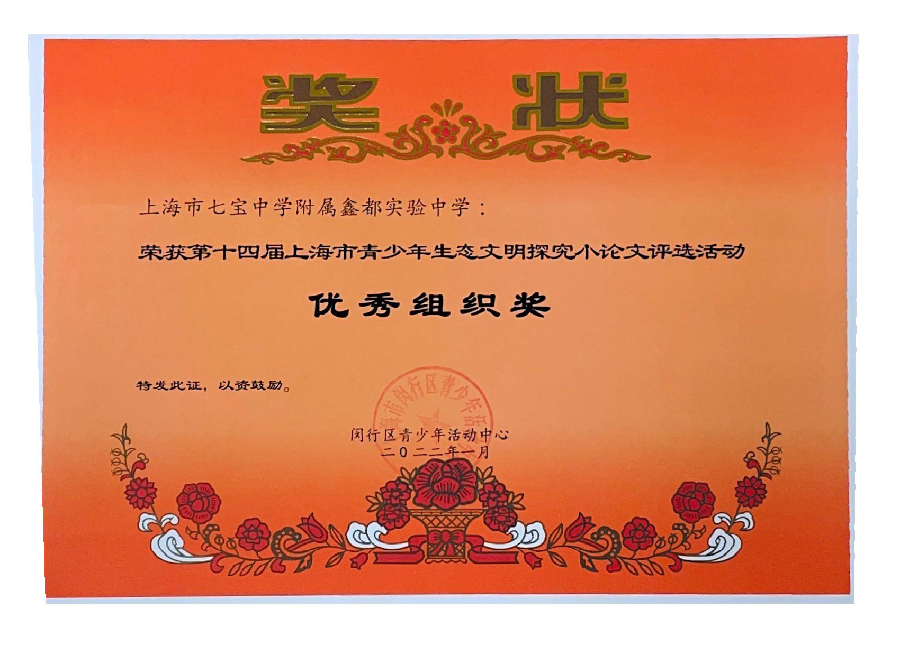 奖状
上海市七宝中学附属鑫都实验中学：
荣获第十四届上海市青少年生态文明探究小论文评选活动
优秀组织奖
特发此证，以资鼓励。
闵行区青少年活动中心
二〇二二年一月
海市闵行区青少年活